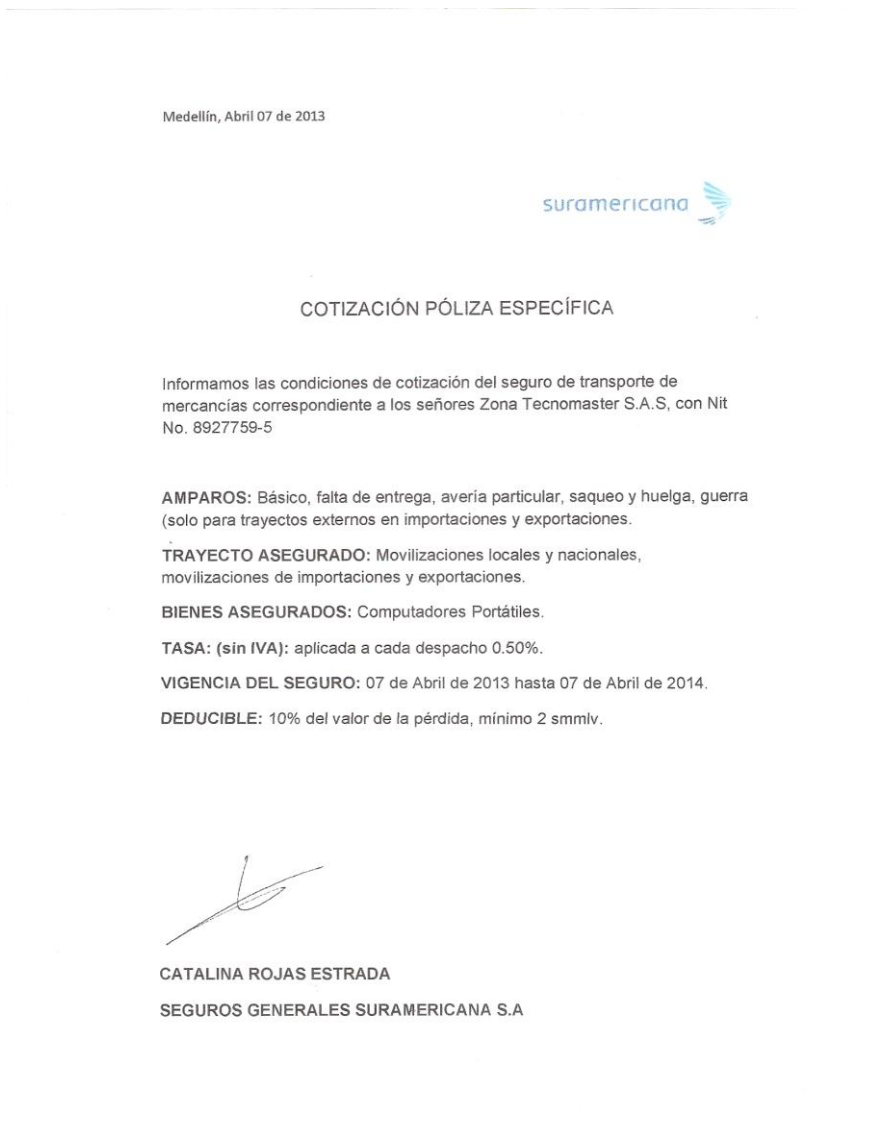 Medellín, Abril 07 de 2013
suramericana
COTIZACIÓN PÓLIZA ESPECÍFICA
Informamos las condiciones de cotización del seguro de transporte de
mercancías correspondiente a los señores Zona Tecnomaster S.A.S, con Nit
No. 8927759-5
AMPAROS: Básico, falta de entrega, avería particular, saqueo y huelga, guerra
(solo para trayectos externos en importaciones y exportaciones.
TRAYECTO ASEGURADO: Movilizaciones locales y nacionales,
movilizaciones de importaciones y exportaciones.
BIENES ASEGURADOS: Computadores Portátiles.
TASA: (sin IVA): aplicada a cada despacho 0.50%.
VIGENCIA DEL SEGURO: 07 de Abril de 2013 hasta 07 de Abril de 2014.
DEDUCIBLE: 10% del valor de la pérdida, mínimo 2 smmlv.
CATALINA ROJAS ESTRADA
SEGUROS GENERALES SURAMERICANA S.A